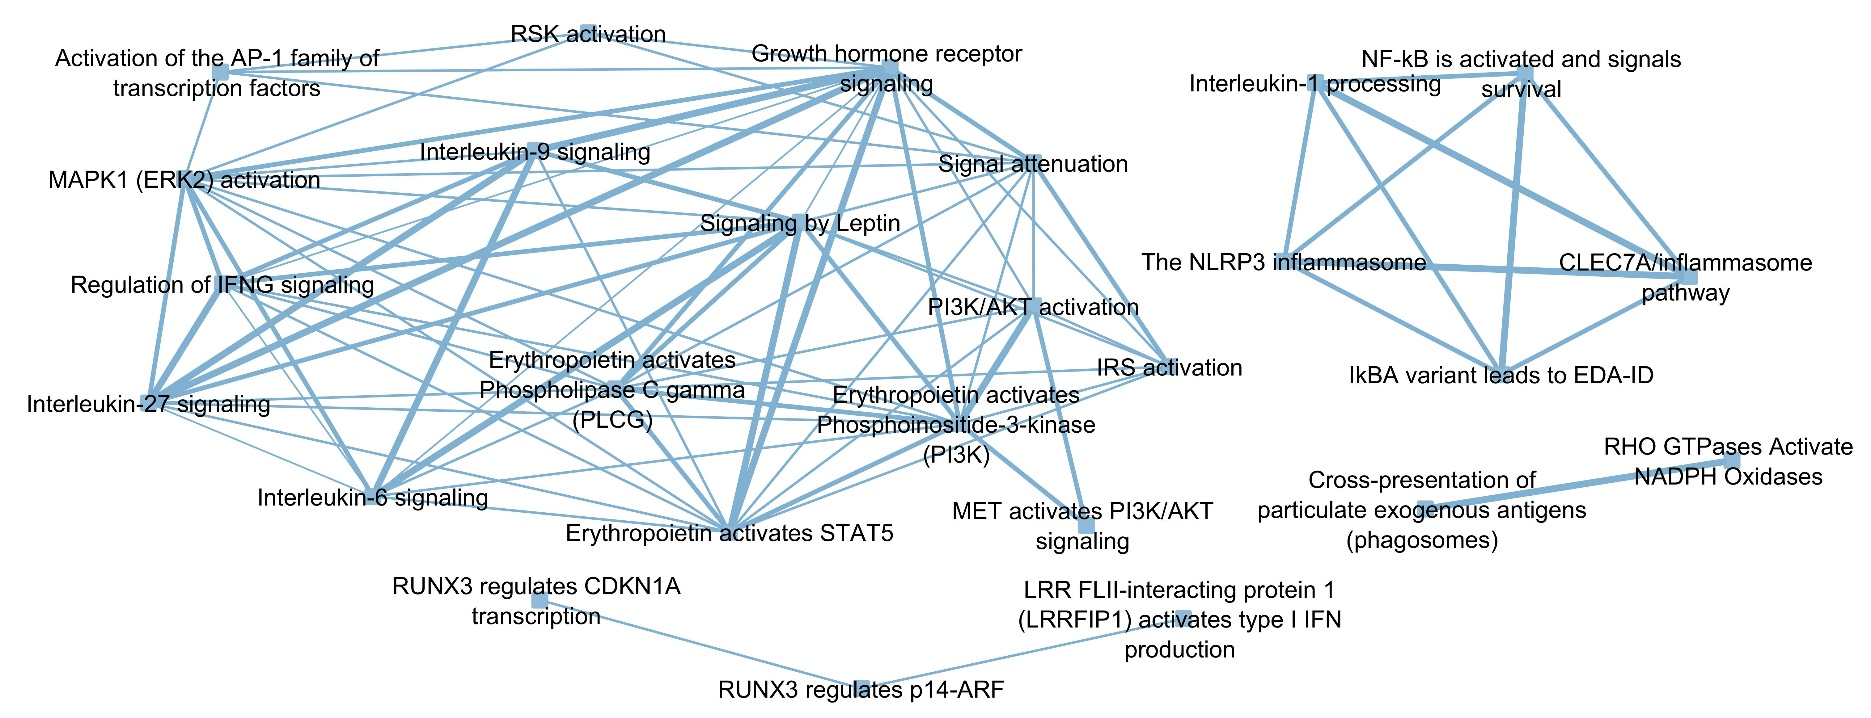 RSK activation
Activation of the AP-1 family of
transcription factors
Growth hormone receptor
signaling
Interleukin-9 signaling
MAPK1 (ERK2) activation
Signal attenuation
Signaling by Leptin
Regulation of IFNG signaling
PI3K/AKT activation
Erythropoietin activates
Phospholipase C gamma
(PLCG)
IRS activation
Interleukin-27 signaling
Erythropoietin activates
Phosphoinositide-3-kinase
(PI3K)
Interleukin-6 signaling
Erythropoietin activates STAT5
MET activates PI3K/AKT
signaling
NF-kB is activated and signals
survival
Interleukin-1 processing
The NLRP3 inflammasome
CLEC7A/inflammasome
pathway
IkBA variant leads to EDA-ID
RHO GTPases Activate
NADPH Oxidases
Cross-presentation of
particulate exogenous antigens
(phagosomes)
RUNX3 regulates CDKN1A
transcription
LRR FLII-interacting protein 1
(LRRFIP1) activates type I IFN
production
RUNX3 regulates p14-ARF